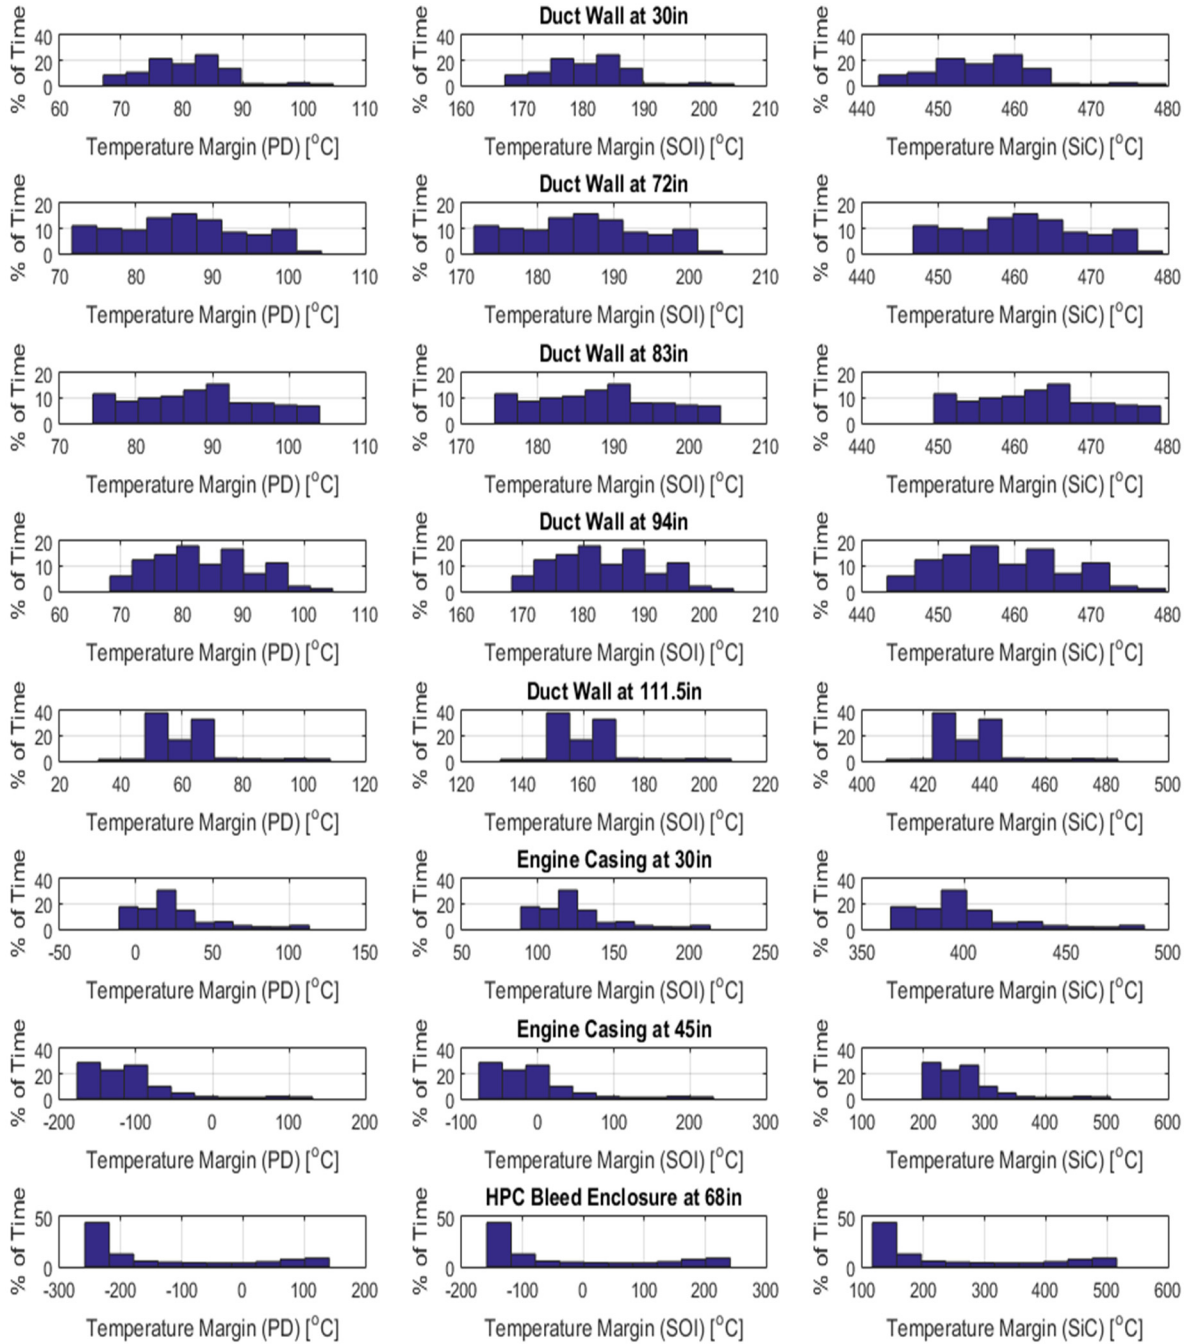 Duct Wall at 30in
% of Time
40
20
0
60 70 80 90 100 110
Temperature Margin (PD) [°C]
% of Time
40
20
0
160 170 180 190 200 210
Temperature Margin (SOI) [°C]
% of Time
40
20
0
440 450 460 470 480
Temperature Margin (SiC) [°C]
Duct Wall at 72in
% of Time
20
10
0
70 80 90 100 110
Temperature Margin (PD) [°C]
% of Time
20
10
0
170 180 190 200 210
Temperature Margin (SOI) [°C]
% of Time
20
10
0
440 450 460 470 480
Temperature Margin (SiC) [°C]
Duct Wall at 83in
% of Time
20
10
0
70 80 90 100 110
Temperature Margin (PD) [°C]
% of Time
20
10
0
170 180 190 200 210
Temperature Margin (SOI) [°C]
% of Time
20
10
0
440 450 460 470 480
Temperature Margin (SiC) [°C]
Duct Wall at 94in
% of Time
20
10
0
60 70 80 90 100 110
Temperature Margin (PD) [°C]
% of Time
20
10
0
160 170 180 190 200 210
Temperature Margin (SOI) [°C]
% of Time
20
10
0
440 450 460 470 480
Temperature Margin (SiC) [°C]
Duct Wall at 111.5in
% of Time
40
20
0
20 40 60 80 100 120
Temperature Margin (PD) [°C]
% of Time
40
20
0
120 140 160 180 200 220
Temperature Margin (SOI) [°C]
% of Time
40
20
0
400 420 440 460 480 500
Temperature Margin (SiC) [°C]
Engine Casing at 30in
% of Time
40
20
0
-50 0 50 100 150
Temperature Margin (PD) [°C]
% of Time
40
20
0
50 100 150 200 250
Temperature Margin (SOI) [°C]
% of Time
40
20
0
350 400 450 500
Temperature Margin (SiC) [°C]
Engine Casing at 45in
% of Time
40
20
0
-200 -100 0 100 200
Temperature Margin (PD) [°C]
% of Time
40
20
0
-100 0 100 200 300
Temperature Margin (SOI) [°C]
% of Time
40
20
0
100 200 300 400 500 600
Temperature Margin (SiC) [°C]
HPC Bleed Enclosure at 68in
% of Time
50
0
-300 -200 -100 0 100 200
Temperature Margin (PD) [°C]
% of Time
50
0
-200 -100 0 100 200 300
Temperature Margin (SOI) [°C]
% of Time
50
0
100 200 300 400 500 600
Temperature Margin (SiC) [°C]